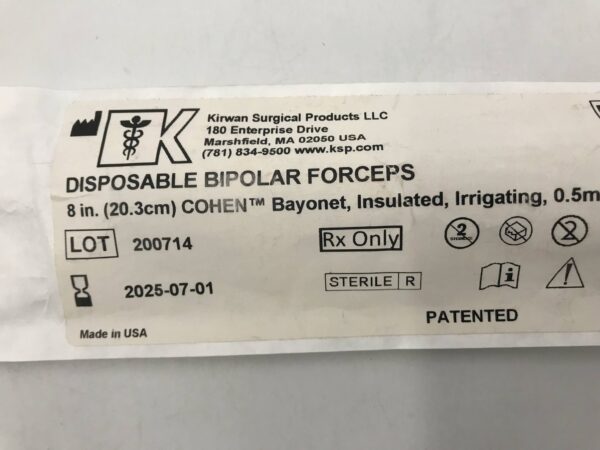 K
Kirwan Surgical Products LLC
180 Enterprise Drive
Marshfield, MA 02050 USA
(781) 834-9500 www.ksp.com
DISPOSABLE BIPOLAR FORCEPS
8 in. (20.3cm) COHEN™ Bayonet, Insulated, Irrigating, 0.5m
LOT 200714 Rx Only 2 2
2025-07-01 STERILE R i
PATENTED
Made in USA